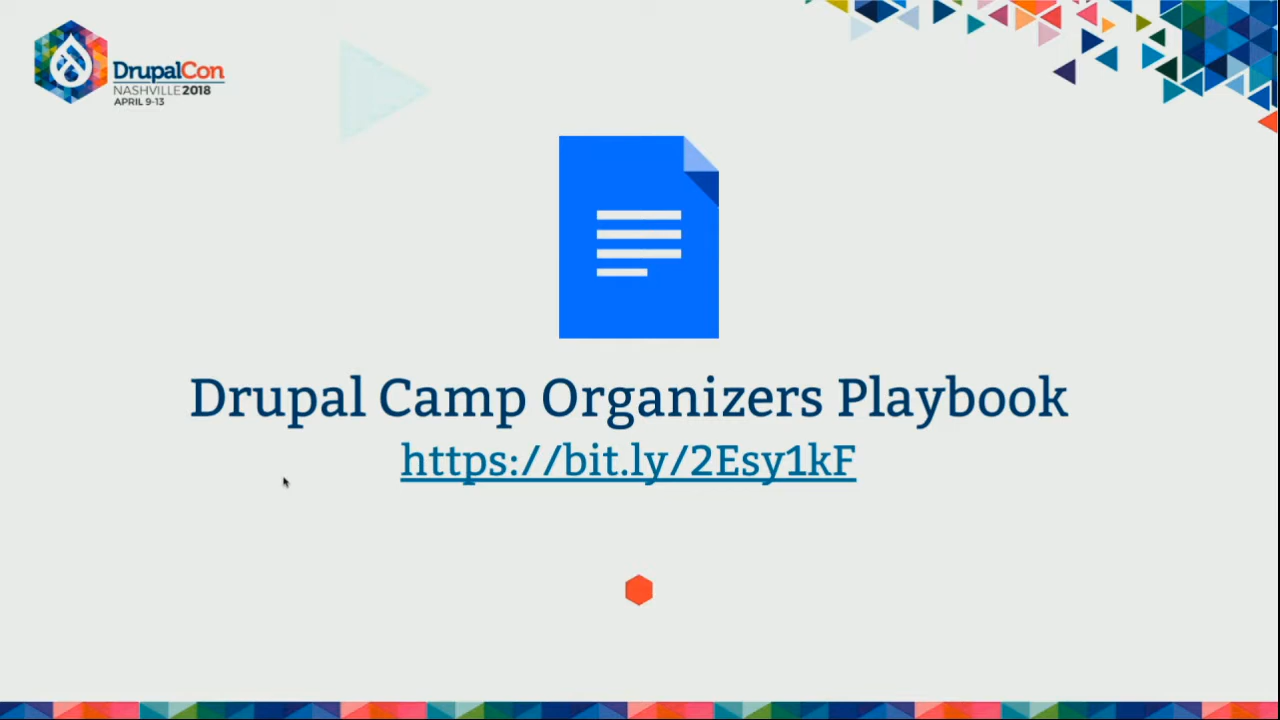 DrupalCon
NASHVILLE 2018
APRIL 9-13
Drupal Camp Organizers Playbook
https://bit.ly/2Esy1kF